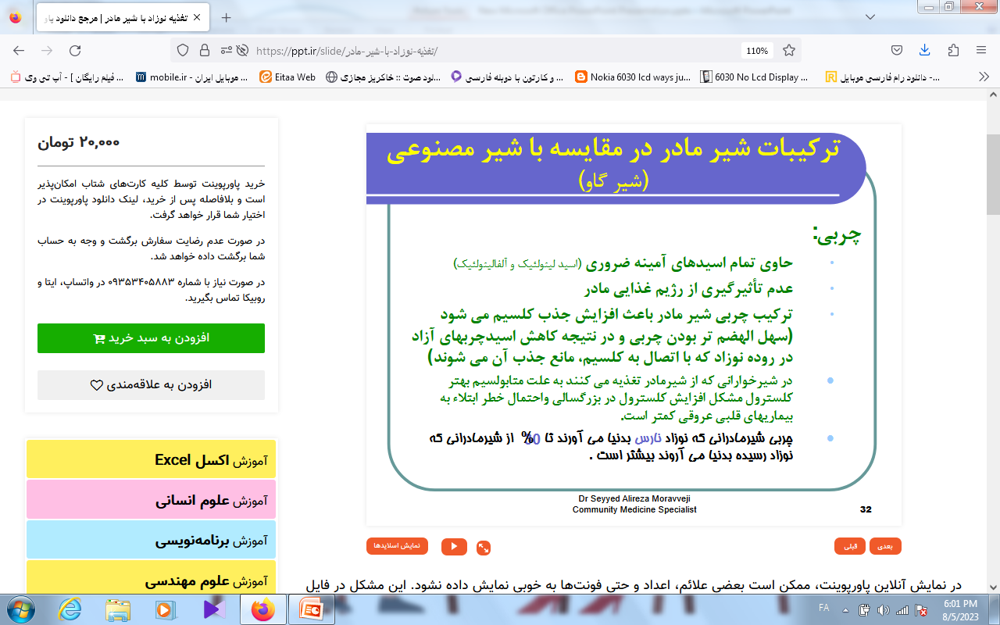 تغذیه نوزاد با شیر مادر | مرجع دانلود پاو
https://ppt.ir/slide/تغذیه-نوزاد-با-شیر-مادر/
110%
فیلم رایگان ] - آپ تی وی ...
mobile.ir - موبایل ایران ...
Eitaa Web
لود صوت :: خاکریز مجازی...
و کارتون با دوبله فارسی ...
Nokia 6030 lcd ways ju...
6030 No Lcd Display ...
دانلود رام فارسی موبایل -...
۲۰,۰۰۰ تومان
خرید پاورپوینت توسط کلیه کارت‌های شتاب امکان‌پذیر
است و بلافاصله پس از خرید، لینک دانلود پاورپوینت در
اختیار شما قرار خواهد گرفت.
در صورت عدم رضایت سفارش برگشت و وجه به حساب
شما برگشت داده خواهد شد.
در صورت نیاز با شماره ۰۹۳۵۳۴۰۵۸۸۳ در واتساپ، ایتا و
روبیکا تماس بگیرید.
افزودن به سبد خرید
افزودن به علاقه‌مندی
آموزش اکسل Excel
آموزش علوم انسانی
آموزش برنامه‌نویسی
آموزش علوم مهندسی
ترکیبات شیر مادر در مقایسه با شیر مصنوعی
(شیر گاو)
چربی:
• حاوی تمام اسیدهای آمینه ضروری (اسید لیتولئیک و آلفالیتولئیک)
• عدم تأثیرگیری از رژیم غذایی مادر
• ترکیب چربی شیر مادر باعث افزایش جذب کلسیم می شود
(سهل الهضم تر بودن چربی و در نتیجه کاهش اسیدچربهای آزاد
در روده نوزاد که با اتصال به کلسیم، مانع جذب آن می شوند)
• در شیرخوارانی که از شیرمادر تغذیه می کنند به علت متابولسیم بهتر
کلسترول مشکل افزایش کلسترول در بزرگسالی واحتمال خطر ابتلاء به
بیماریهای قلبی عروقی کمتر است.
• چربی شیرمادرانی که نوزاد نارس بدنیا می آورند تا % از شیرمادرانی که
نوزاد رسیده بدنیا می آروند بیشتر است .
Dr Seyyed Alireza Moravveji
Community Medicine Specialist
32
نمایش اسلایدها
قبلی
بعدی
در نمایش آنلاین پاورپوینت، ممکن است بعضی علائم، اعداد و حتی فونت‌ها به خوبی نمایش داده نشود. این مشکل در فایل
FA
6:01 PM
8/5/2023